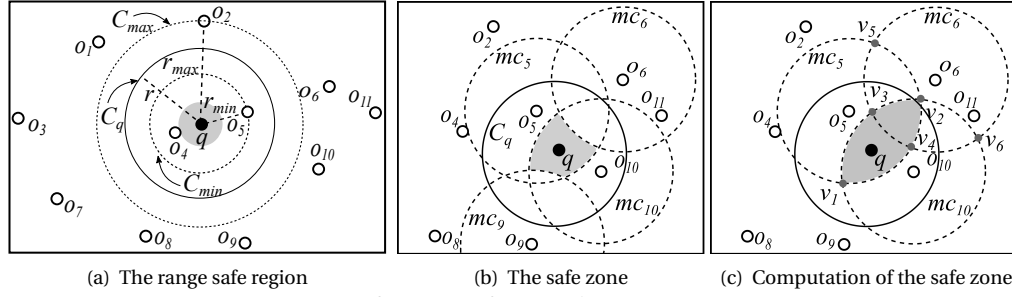 C_max
o_2
o_1
r_max
C_q
r
r_min
o_6
o_11
o_3
o_5
o_4
q
o_10
C_min
o_7
o_8
o_9
(a) The range safe region
mc_6
o_2
mc_5
o_6
o_11
o_5
o_4
C_q
q
o_10
mc_10
mc_9
o_8
o_9
(b) The safe zone
mc_6
o_2
v_5
mc_5
o_6
v_3
o_11
v_2
o_5
o_4
v_4
v_6
q
o_10
v_1
mc_10
o_8
o_9
(c) Computation of the safe zone